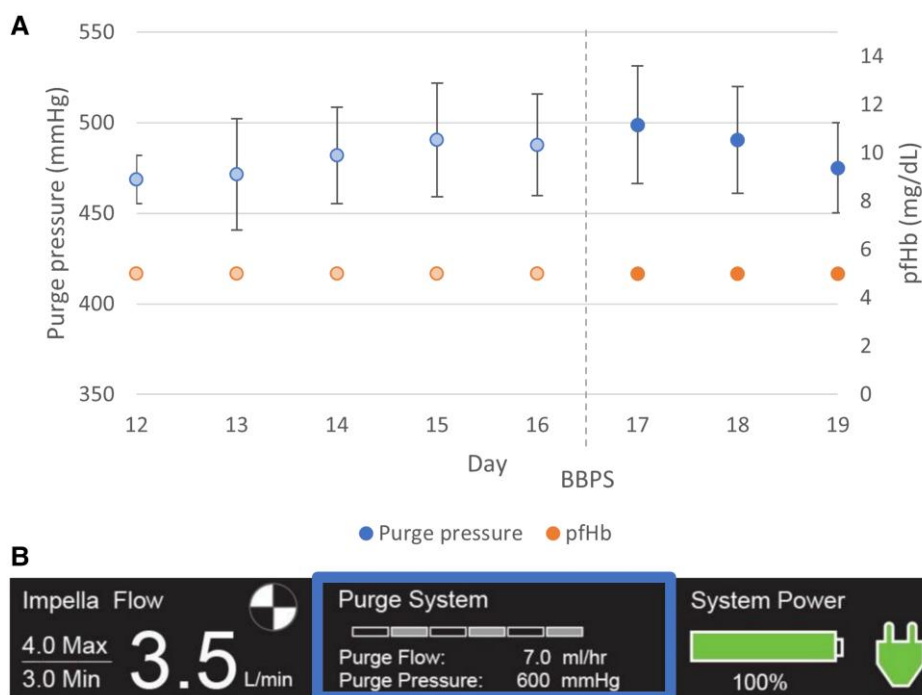 A
550
500
450
400
350
Purge pressure (mmHg)
14
12
10
8
6
4
2
0
pfHb (mg/dL)
12 13 14 15 16 17 18 19
Day
BBPS
Purge pressure pfHb
B
Impella Flow
4.0 Max
3.0 Min
3.5 L/min
Purge System
Purge Flow: 7.0 ml/hr
Purge Pressure: 600 mmHg
System Power
100%